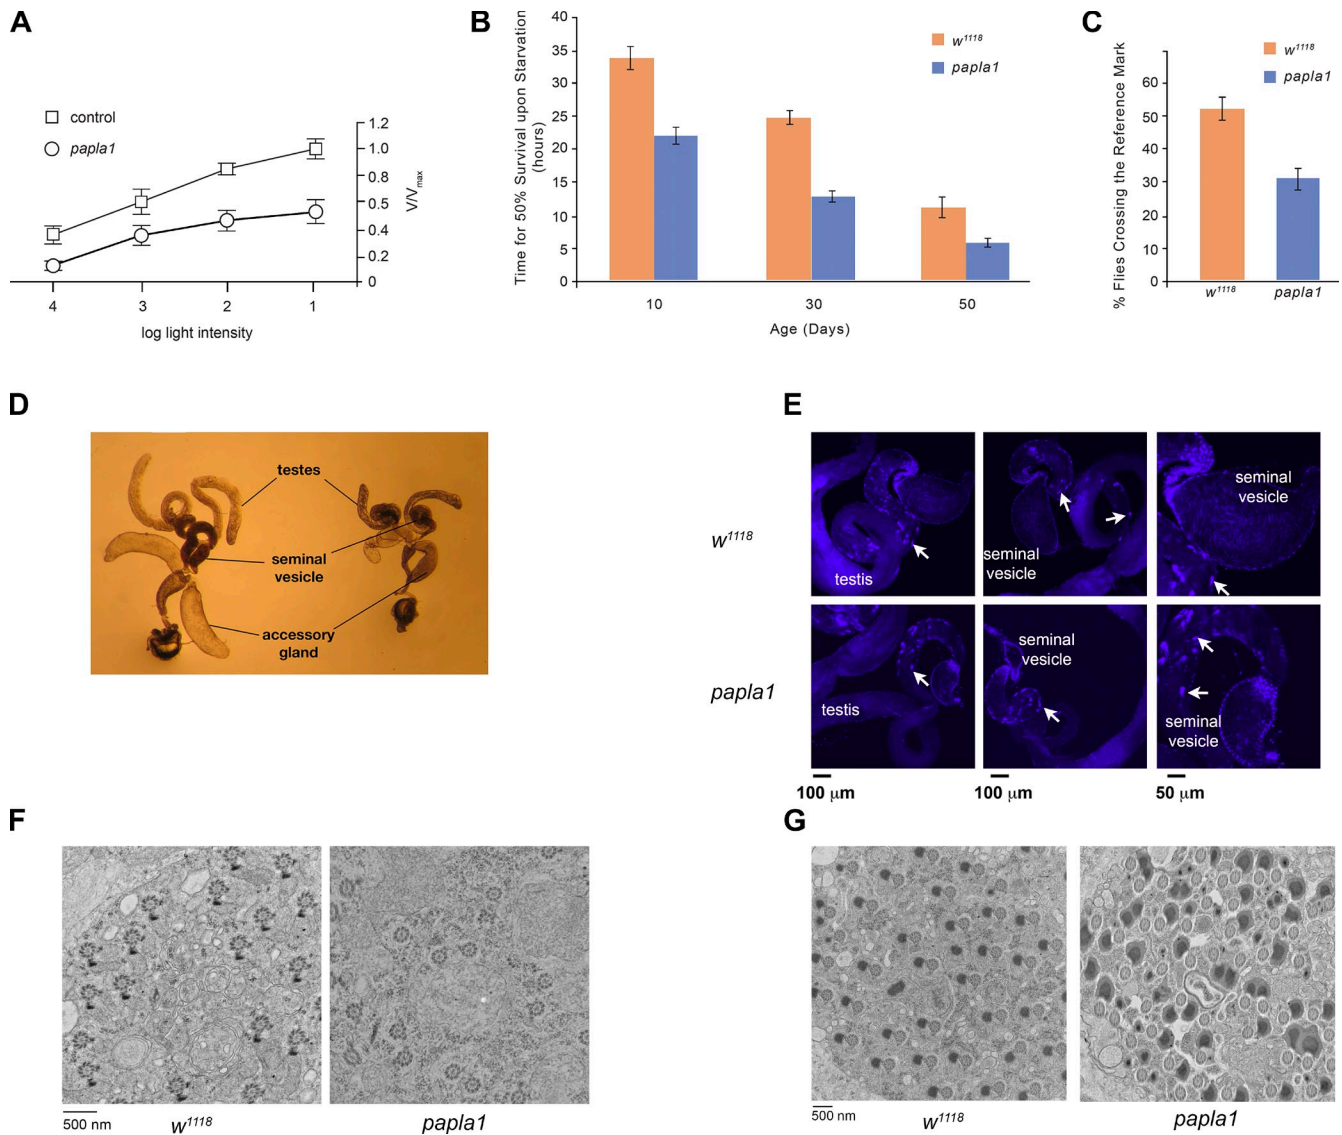 A
control
papla1
1.2
1.0
0.8
0.5
0.4
0.2
0
V/Vmax
4 3 2 1
log light intensity
B
Time for 50% Survival upon Starvation
(hours)
40
35
30
25
20
15
10
5
0
w1118
papla1
10 30 50
Age (Days)
C
% Flies Crossing the Reference Mark
60
50
40
30
20
10
0
w1118
papla1
w1118 papla1
D
testes
seminal
vesicle
accessory
gland
E
w1118
testis
seminal
vesicle
seminal
vesicle
papla1
testis
seminal
vesicle
seminal
vesicle
100 μm
100 μm
50 μm
F
500 nm
w1118
papla1
G
500 nm
w1118
papla1